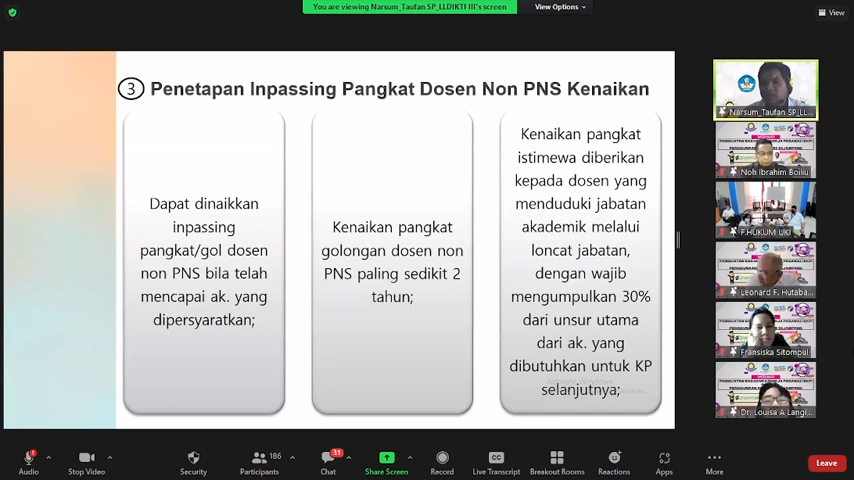 You are viewing Narsum_Taufan SP_LLDIKTI III's screen
View Options
View
3 Penetapan Inpassing Pangkat Dosen Non PNS Kenaikan
Dapat dinaikkan
inpassing
pangkat/gol dosen
non PNS bila telah
mencapai ak. yang
dipersyaratkan;
Kenaikan pangkat
golongan dosen non
PNS paling sedikit 2
tahun;
Kenaikan pangkat
istimewa diberikan
kepada dosen yang
menduduki jabatan
akademik melalui
loncat jabatan,
dengan wajib
mengumpulkan 30%
dari unsur utama
dari ak. yang
dibutuhkan untuk KP
selanjutnya;
Narsum_Taufan SP_LL...
Noh Ibrahim Boiliu
F.HUKUM UKI
Leonard F. Hutaba...
Fransiska Sitompul
Dr. Louisa A Langi...
Audio
Stop Video
Security
186
Participants
31
Chat
Share Screen
Record
CC
Live Transcript
Breakout Rooms
Reactions
Apps
More
Leave